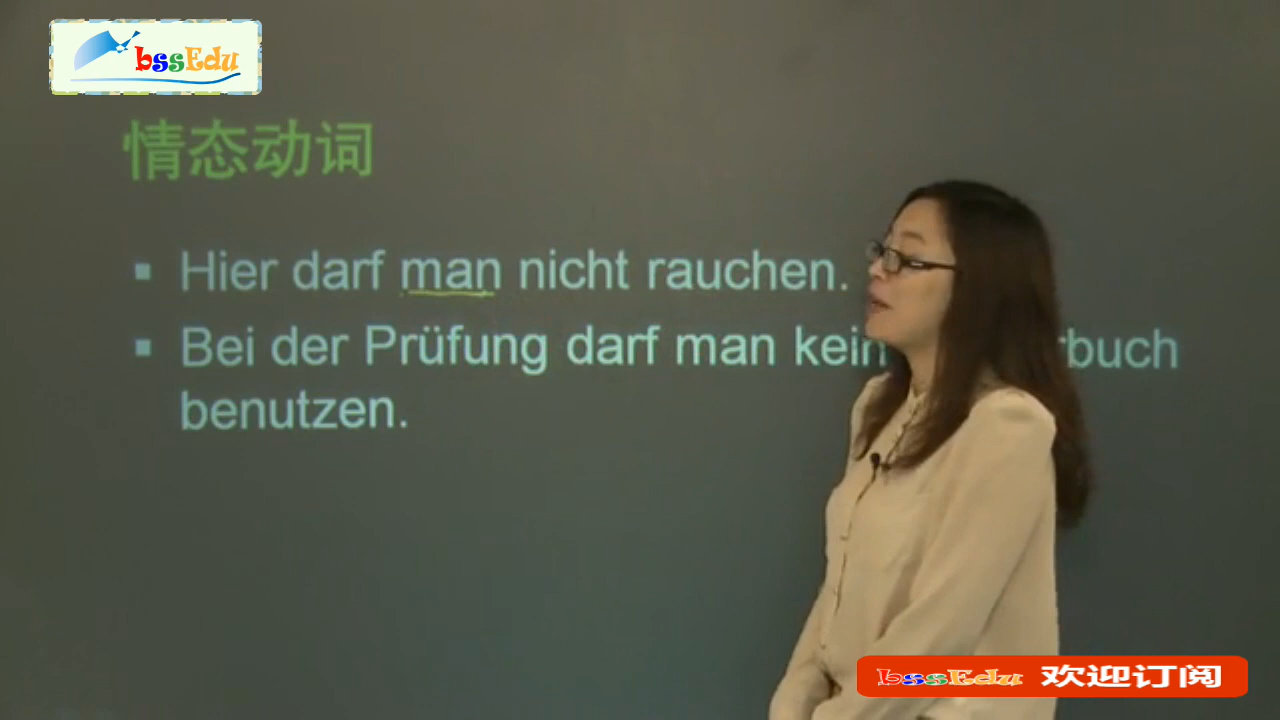 bssEdu
情态动词
▪ Hier darf man nicht rauchen.
▪ Bei der Prüfung darf man kein rbuch
benutzen.
bssEdu 欢迎订阅